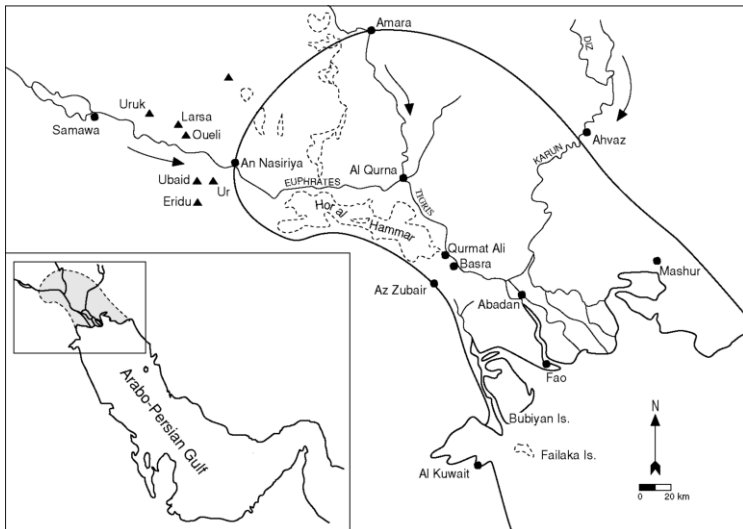 Amara
DIZ
Uruk
Larsa
Samawa
Oueli
Ahvaz
KARUN
An Nasiriya
Al Qurna
Ubaid
Ur
EUPHRATES
Eridu
TIGRIS
Hor al
Hammar
Qurmat Ali
Basra
Mashur
Az Zubair
Abadan
Fao
Arabo-Persian Gulf
Bubiyan Is.
N
Failaka Is.
Al Kuwait
0 20 km